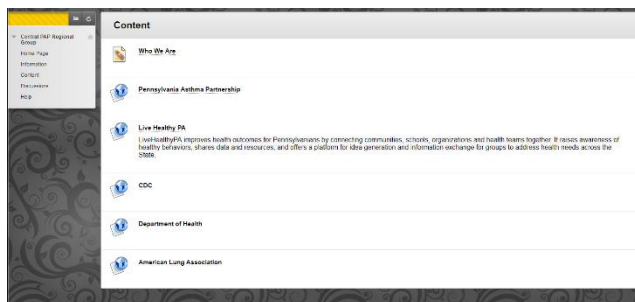 Content
Central PAP Regional
Group
Home Page
Information
Content
Discussions
Help
Who We Are
Pennsylvania Asthma Partnership
Live Healthy PA
LiveHealthyPA improves health outcomes for Pennsylvanians by connecting communities, schools, organizations and health teams together. It raises awareness of
healthy behaviors, shares data and resources, and offers a platform for idea generation and information exchange for groups to address health needs across the
State.
CDC
Department of Health
American Lung Association